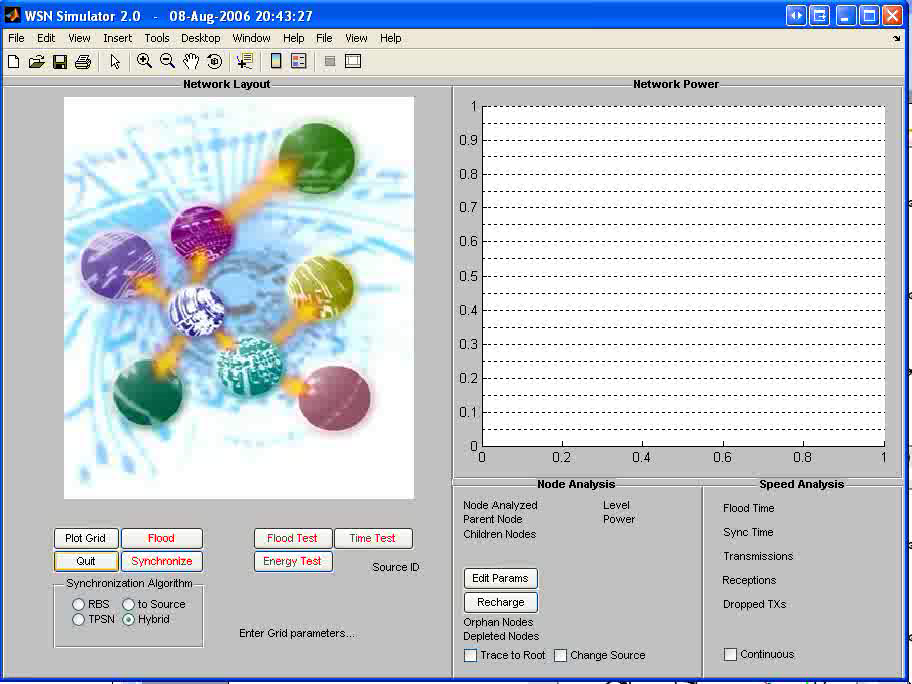 WSN Simulator 2.0 - 08-Aug-2006 20:43:27
File Edit View Insert Tools Desktop Window Help File View Help
Network Layout
Network Power
1
0.9
0.8
0.7
0.6
0.5
0.4
0.3
0.2
0.1
0
0 0.2 0.4 0.6 0.8 1
Plot Grid Flood Flood Test Time Test
Quit Synchronize Energy Test Source ID
Synchronization Algorithm
RBS to Source
TPSN Hybrid
Enter Grid parameters...
Node Analysis
Node Analyzed Level
Parent Node Power
Children Nodes
Edit Params
Recharge
Orphan Nodes
Depleted Nodes
Trace to Root Change Source
Speed Analysis
Flood Time
Sync Time
Transmissions
Receptions
Dropped TXs
Continuous